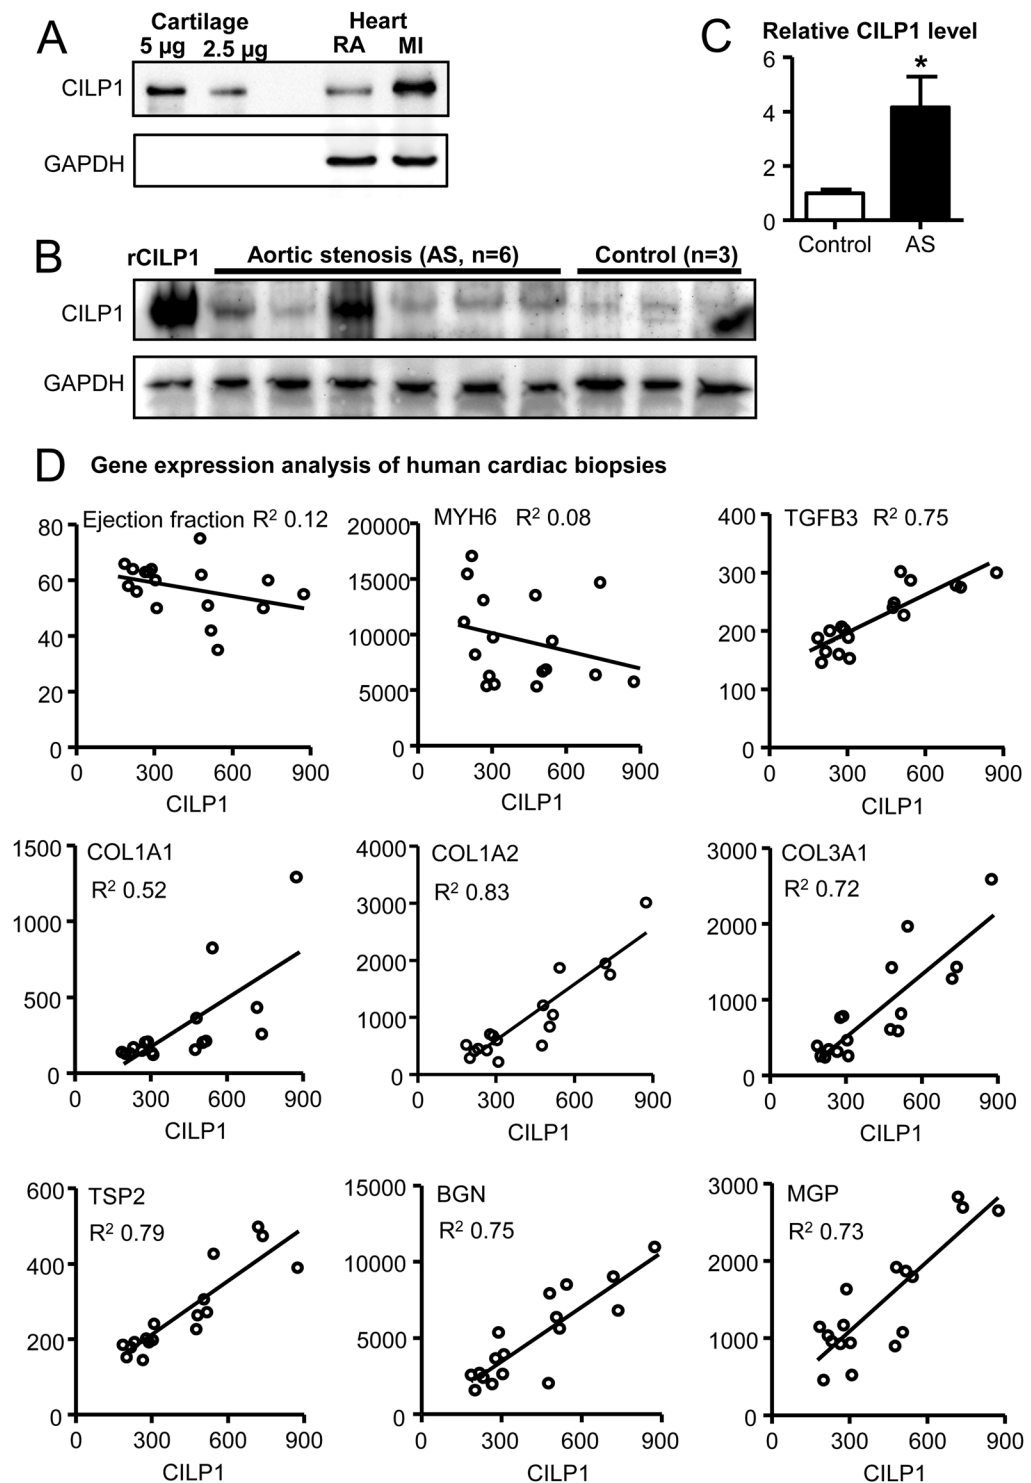 A
Cartilage
Heart
5 µg
2.5 µg
RA
MI
CILP1
GAPDH
C
Relative CILP1 level
6
4
2
0
*
Control
AS
B
rCILP1
Aortic stenosis (AS, n=6)
Control (n=3)
CILP1
GAPDH
D
Gene expression analysis of human cardiac biopsies
Ejection fraction R² 0.12
80
60
40
20
0
0 300 600 900
CILP1
MYH6 R² 0.08
20000
15000
10000
5000
0
0 300 600 900
CILP1
TGFB3 R² 0.75
400
300
200
100
0
0 300 600 900
CILP1
COL1A1
R² 0.52
1500
1000
500
0
0 300 600 900
CILP1
COL1A2
R² 0.83
4000
3000
2000
1000
0
0 300 600 900
CILP1
COL3A1
R² 0.72
3000
2000
1000
0
0 300 600 900
CILP1
TSP2
R² 0.79
600
400
200
0
0 300 600 900
CILP1
BGN
R² 0.75
15000
10000
5000
0
0 300 600 900
CILP1
MGP
R² 0.73
3000
2000
1000
0
0 300 600 900
CILP1